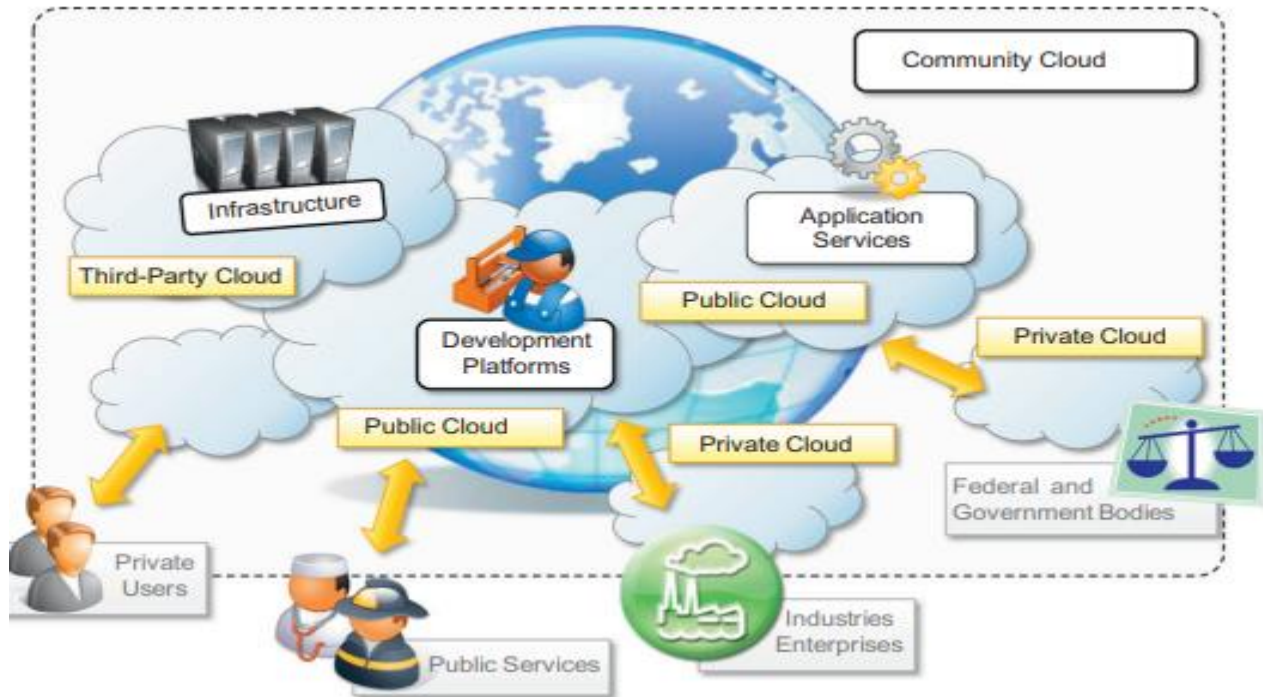 Community Cloud
Infrastructure
Application
Services
Third-Party Cloud
Public Cloud
Development
Platforms
Private Cloud
Public Cloud
Private Cloud
Federal and
Government Bodies
Private
Users
Industries
Enterprises
Public Services